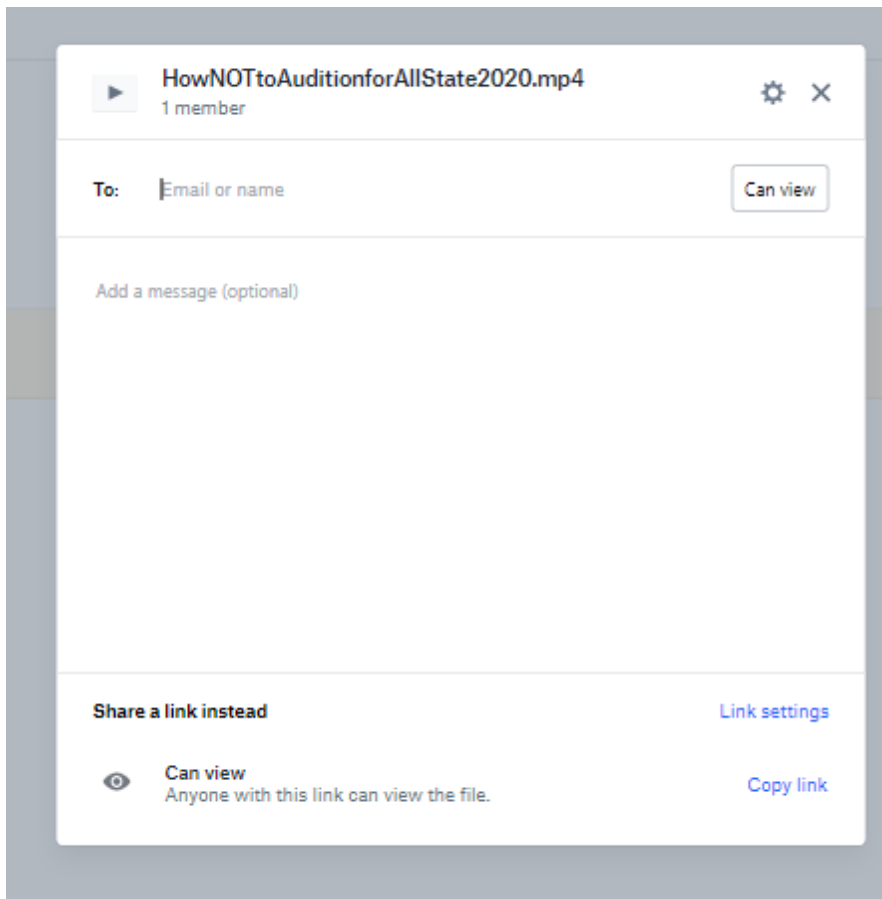 HowNOTtoAuditionforAllState2020.mp4
1 member
To: Email or name Can view
Add a message (optional)
Share a link instead Link settings
Can view
Anyone with this link can view the file. Copy link